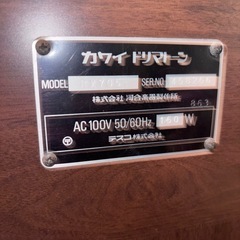 カワイドリマトーン
MODEL SER.NO.
株式会社 河合楽器製作所
863
AC100V 50/60Hz 169 W
テスコ株式会社